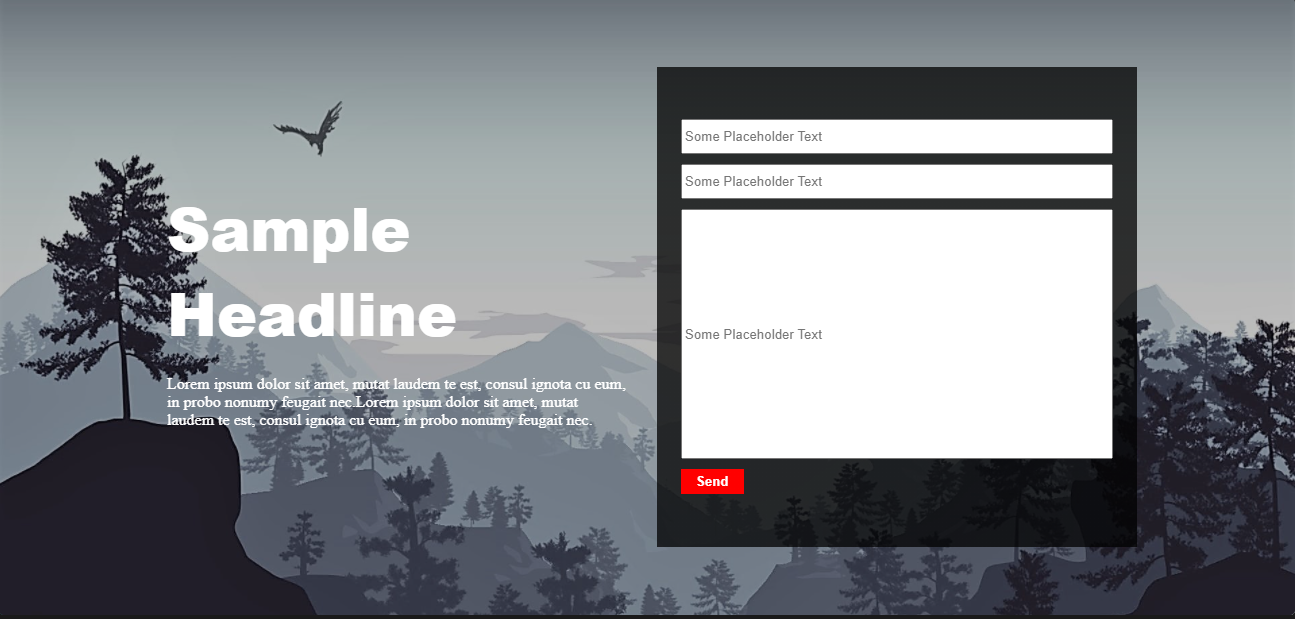 Sample
Headline
Lorem ipsum dolor sit amet, mutat laudem te est, consul ignota cu eum,
in probo nonumy feugait nec.Lorem ipsum dolor sit amet, mutat
laudem te est, consul ignota cu eum, in probo nonumy feugait nec.
Some Placeholder Text
Some Placeholder Text
Some Placeholder Text
Send